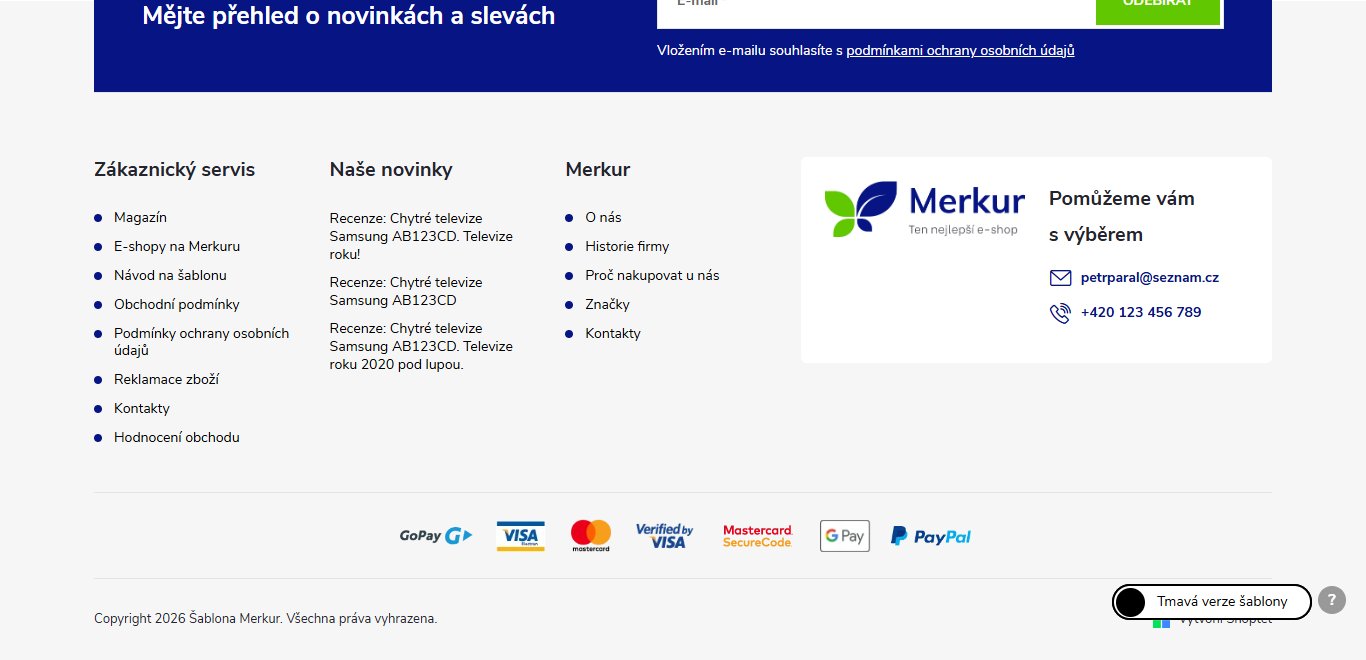 Mějte přehled o novinkách a slevách
E-mail
ODEBÍRAT
Vložením e-mailu souhlasíte s podmínkami ochrany osobních údajů
Zákaznický servis
Magazín
E-shopy na Merkuru
Návod na šablonu
Obchodní podmínky
Podmínky ochrany osobních
údajů
Reklamace zboží
Kontakty
Hodnocení obchodu
Naše novinky
Recenze: Chytré televize
Samsung AB123CD. Televize
roku!
Recenze: Chytré televize
Samsung AB123CD
Recenze: Chytré televize
Samsung AB123CD. Televize
roku 2020 pod lupou.
Merkur
O nás
Historie firmy
Proč nakupovat u nás
Značky
Kontakty
Merkur
Ten nejlepší e-shop
Pomůžeme vám
s výběrem
petrparal@seznam.cz
+420 123 456 789
GoPay
VISA
Electron
mastercard
Verified by
VISA
Mastercard.
SecureCode.
G Pay
PayPal
Copyright 2026 Šablona Merkur. Všechna práva vyhrazena.
Tmavá verze šablony
?
Vytvořil Shoptet